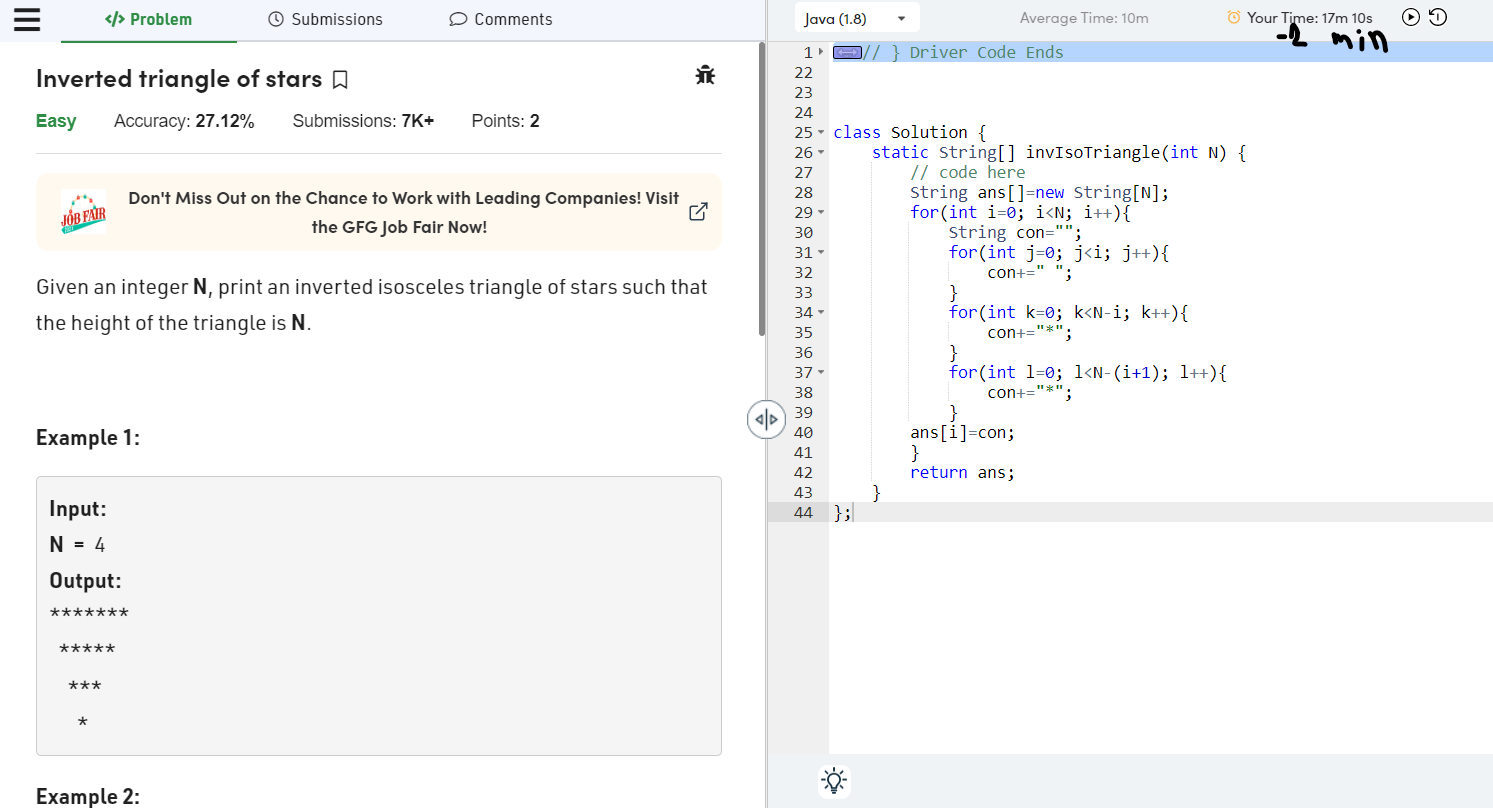 </> Problem
Submissions
Comments
Inverted triangle of stars
Easy Accuracy: 27.12% Submissions: 7K+ Points: 2
JOB FAIR
Don't Miss Out on the Chance to Work with Leading Companies! Visit
the GFG Job Fair Now!
Given an integer N, print an inverted isosceles triangle of stars such that
the height of the triangle is N.
Example 1:
Input:
N = 4
Output:
*******
 *****
  ***
   *
Example 2:
Java (1.8) Average Time: 10m Your Time: 17m 10s
-2 min
1 // } Driver Code Ends
22
23
24
25 class Solution {
26     static String[] invIsoTriangle(int N) {
27         // code here
28         String ans[]=new String[N];
29         for(int i=0; i<N; i++){
30             String con="";
31             for(int j=0; j<i; j++){
32                 con+=" ";
33             }
34             for(int k=0; k<N-i; k++){
35                 con+="*";
36             }
37             for(int l=0; l<N-(i+1); l++){
38                 con+="*";
39             }
40         ans[i]=con;
41         }
42         return ans;
43     }
44 };